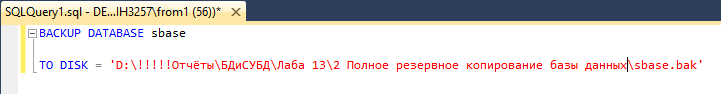 SQLQuery1.sql - DE...IH3257\from1 (56))*
BACKUP DATABASE sbase
TO DISK = 'D:\!!!!!Отчёты\БДиСУБД\Лаба 13\2 Полное резервное копирование базы данных\sbase.bak'